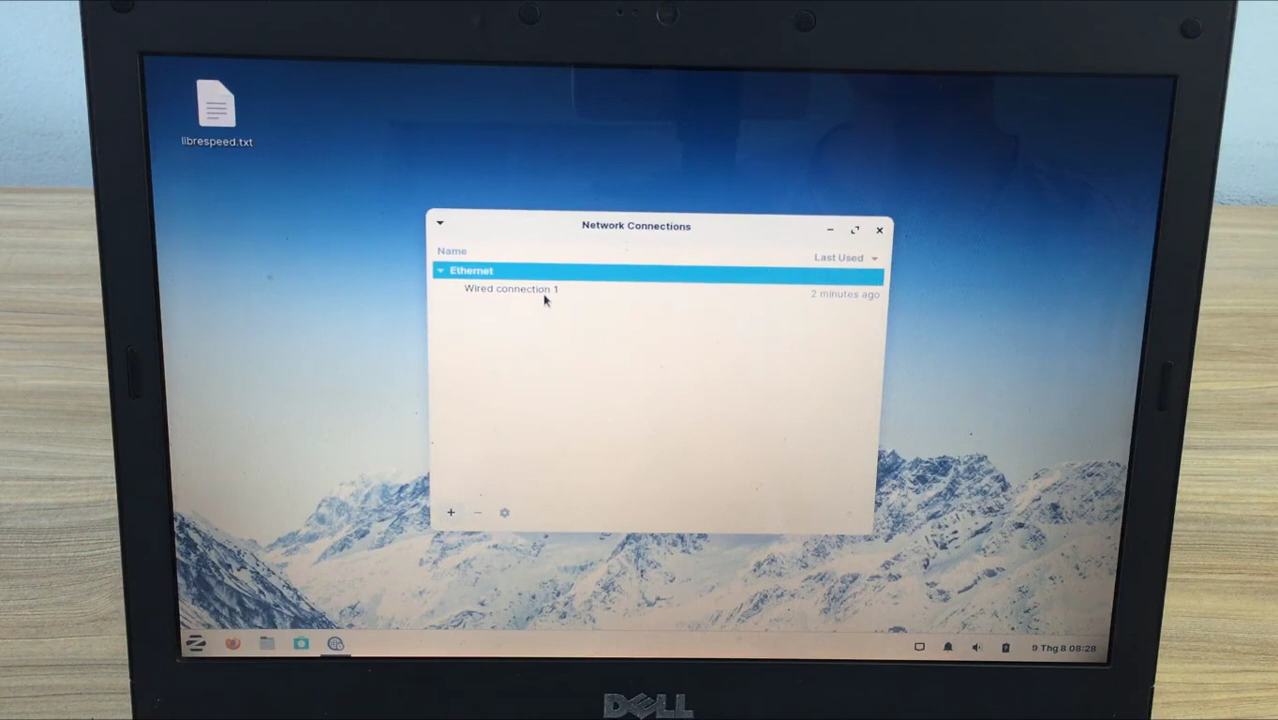 librespeed.txt
Network Connections
Name
Last Used
Ethernet
Wired connection 1
2 minutes ago
9 Thg 8 08:28
DELL